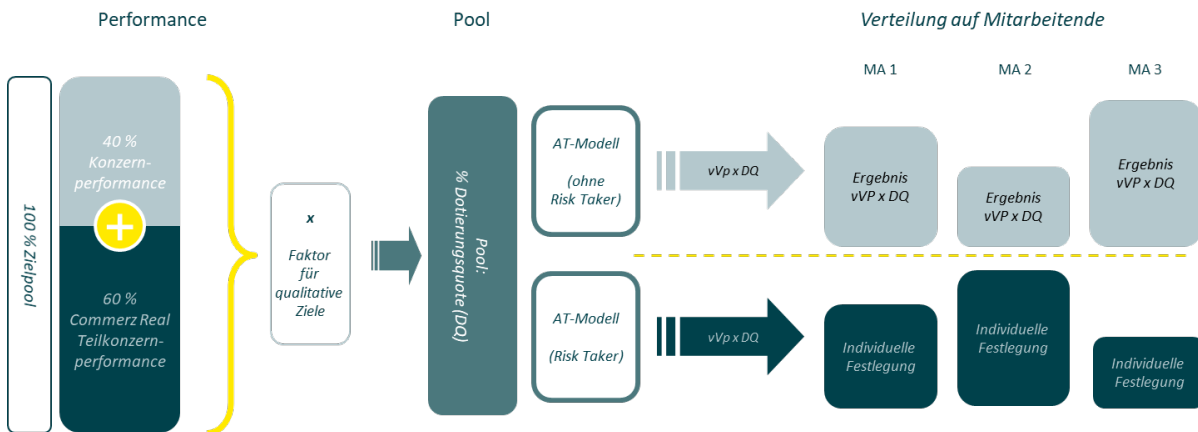 Performance
Pool
Verteilung auf Mitarbeitende
MA 1
MA 2
MA 3
100 % Zielpool
40 %
Konzern-
performance
60 %
Commerz Real
Teilkonzern-
performance
x
Faktor
für
qualitative
Ziele
Pool:
% Dotierungsquote (DQ)
AT-Modell
(ohne
Risk Taker)
vVp x DQ
Ergebnis
vVP x DQ
Ergebnis
vVP x DQ
Ergebnis
vVP x DQ
AT-Modell
(Risk Taker)
vVp x DQ
Individuelle
Festlegung
Individuelle
Festlegung
Individuelle
Festlegung